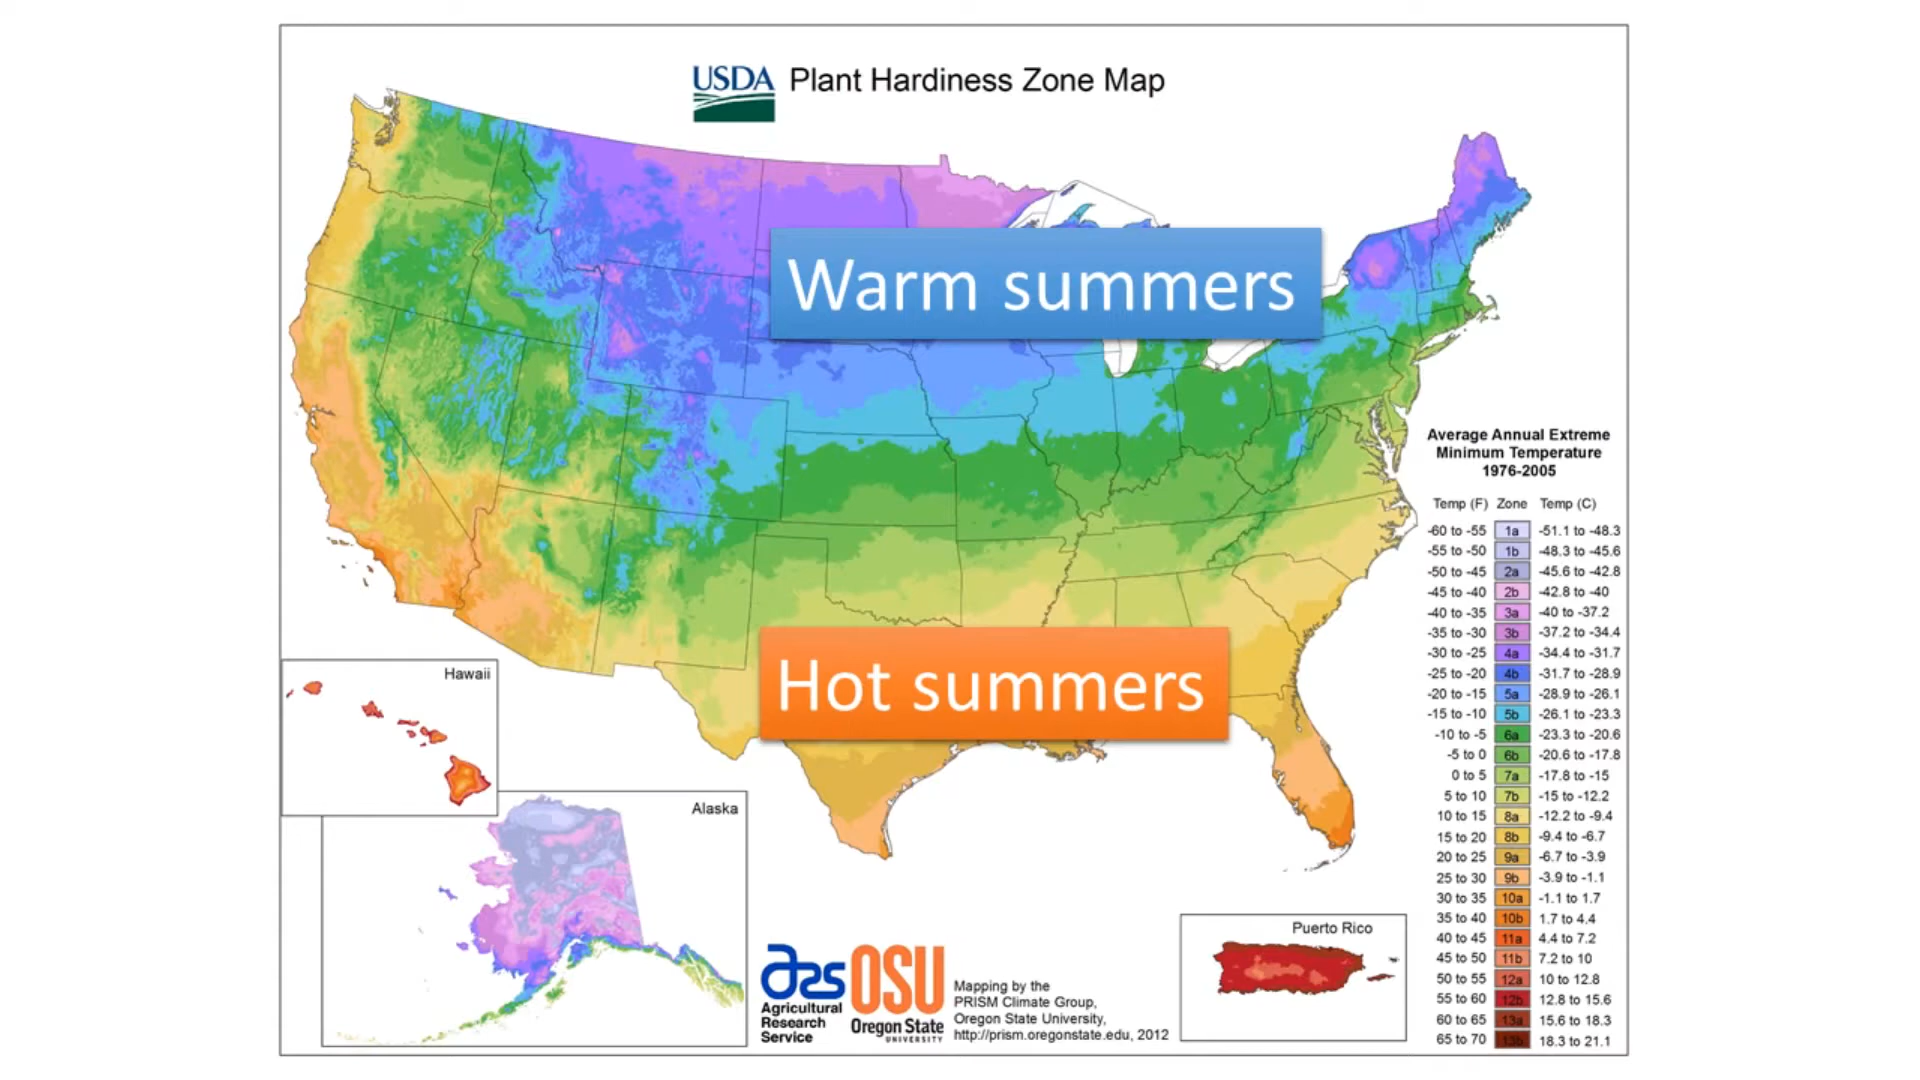 USDA
Plant Hardiness Zone Map
Warm summers
Hot summers
Average Annual Extreme
Minimum Temperature
1976-2005
Temp (F) Zone Temp (C)
-60 to -55 1a -51.1 to -48.3
-55 to -50 1b -48.3 to -45.6
-50 to -45 2a -45.6 to -42.8
-45 to -40 2b -42.8 to -40
-40 to -35 3a -40 to -37.2
-35 to -30 3b -37.2 to -34.4
-30 to -25 4a -34.4 to -31.7
-25 to -20 4b -31.7 to -28.9
-20 to -15 5a -28.9 to -26.1
-15 to -10 5b -26.1 to -23.3
-10 to -5 6a -23.3 to -20.6
-5 to 0 6b -20.6 to -17.8
0 to 5 7a -17.8 to -15
5 to 10 7b -15 to -12.2
10 to 15 8a -12.2 to -9.4
15 to 20 8b -9.4 to -6.7
20 to 25 9a -6.7 to -3.9
25 to 30 9b -3.9 to -1.1
30 to 35 10a -1.1 to 1.7
35 to 40 10b 1.7 to 4.4
40 to 45 11a 4.4 to 7.2
45 to 50 11b 7.2 to 10
50 to 55 12a 10 to 12.8
55 to 60 12b 12.8 to 15.6
60 to 65 13a 15.6 to 18.3
65 to 70 13b 18.3 to 21.1
Hawaii
Alaska
ars
Agricultural
Research
Service
OSU
Oregon State
UNIVERSITY
Mapping by the
PRISM Climate Group,
Oregon State University,
http://prism.oregonstate.edu, 2012
Puerto Rico